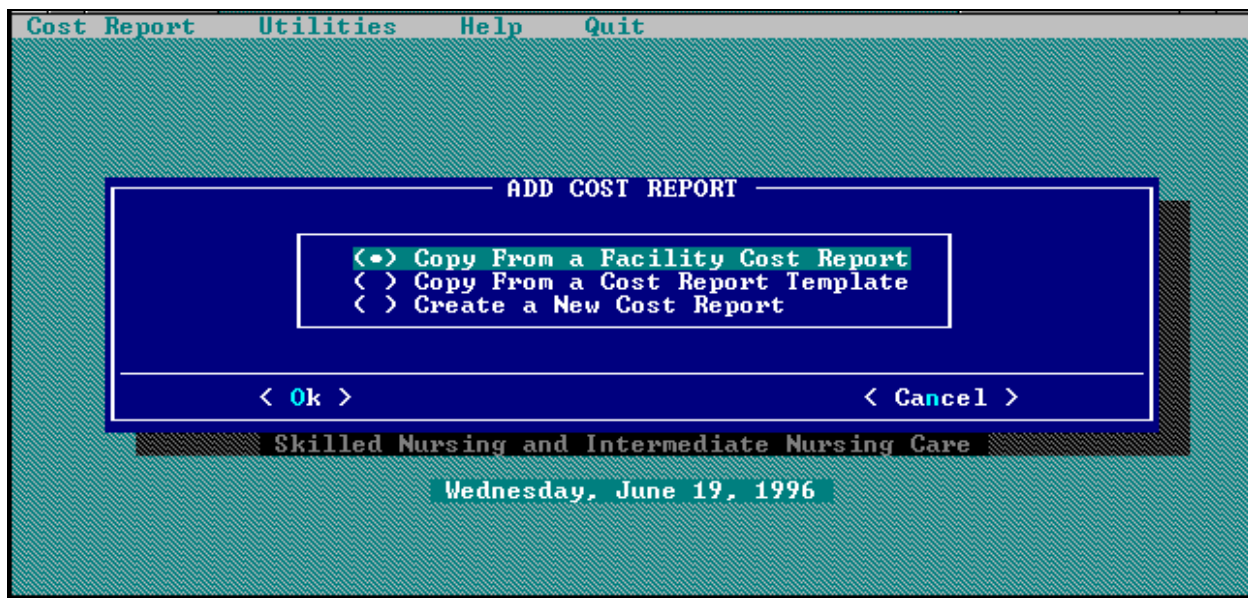 Cost Report Utilities Help Quit
ADD COST REPORT
(•) Copy From a Facility Cost Report
( ) Copy From a Cost Report Template
( ) Create a New Cost Report
< Ok > < Cancel >
Skilled Nursing and Intermediate Nursing Care
Wednesday, June 19, 1996